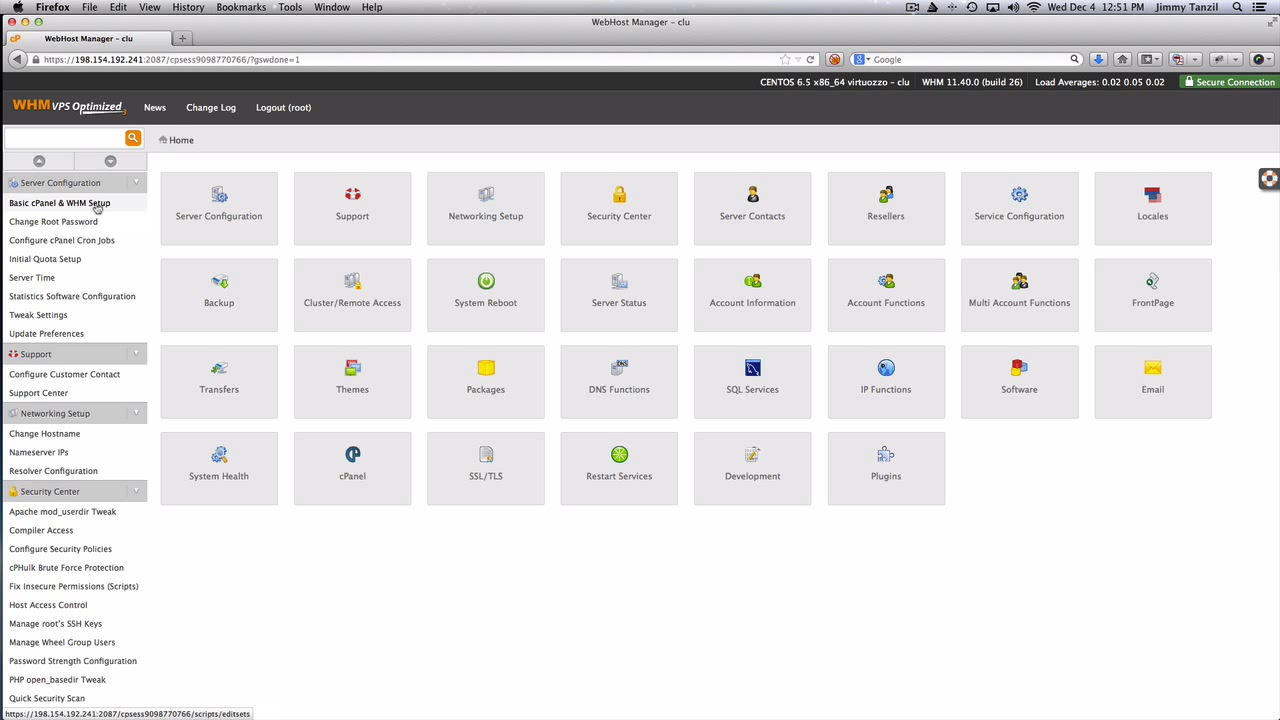 Firefox File Edit View History Bookmarks Tools Window Help Wed Dec 4 12:51 PM Jimmy Tanzil
WebHost Manager – clu
cP WebHost Manager – clu
https://198.154.192.241:2087/cpsess9098770766/?gswdone=1 Google
CENTOS 6.5 x86_64 virtuozzo – clu WHM 11.40.0 (build 26) Load Averages: 0.02 0.05 0.02 Secure Connection
WHM VPS Optimized News Change Log Logout (root)
Home
Server Configuration
Basic cPanel & WHM Setup
Change Root Password
Configure cPanel Cron Jobs
Initial Quota Setup
Server Time
Statistics Software Configuration
Tweak Settings
Update Preferences
Support
Configure Customer Contact
Support Center
Networking Setup
Change Hostname
Nameserver IPs
Resolver Configuration
Security Center
Apache mod_userdir Tweak
Compiler Access
Configure Security Policies
cPHulk Brute Force Protection
Fix Insecure Permissions (Scripts)
Host Access Control
Manage root's SSH Keys
Manage Wheel Group Users
Password Strength Configuration
PHP open_basedir Tweak
Quick Security Scan
Server Configuration Support Networking Setup Security Center Server Contacts Resellers Service Configuration Locales
Backup Cluster/Remote Access System Reboot Server Status Account Information Account Functions Multi Account Functions FrontPage
Transfers Themes Packages DNS Functions SQL Services IP Functions Software Email
System Health cPanel SSL/TLS Restart Services Development Plugins
https://198.154.192.241:2087/cpsess9098770766/scripts/editsets